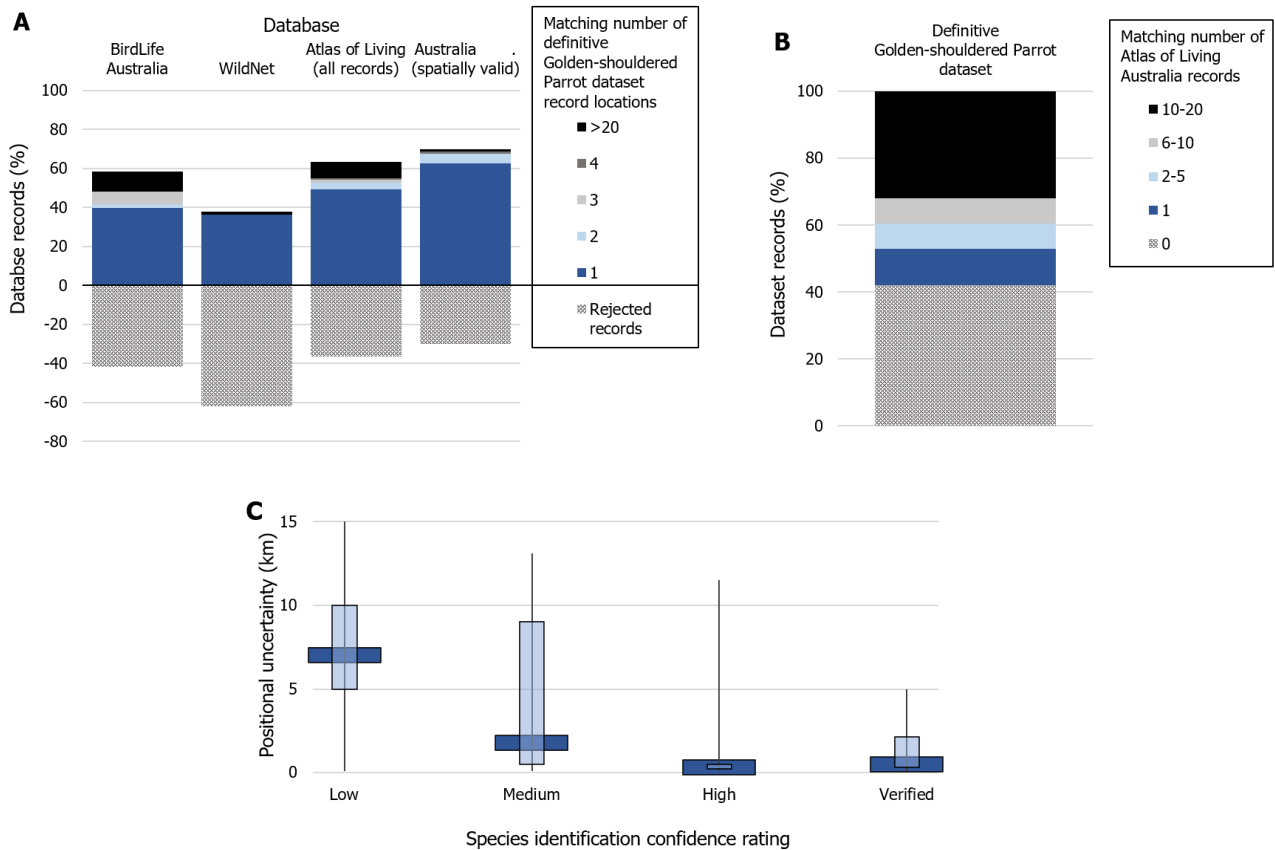 A
Database
BirdLife
Australia
WildNet
Atlas of Living
(all records)
Australia .
(spatially valid)
Databse records (%)
100
80
60
40
20
0
-20
-40
-60
-80
Matching number of
definitive
Golden-shouldered
Parrot dataset
record locations
>20
4
3
2
1
Rejected
records
B
Definitive
Golden-shouldered Parrot
dataset
Dataset records (%)
100
80
60
40
20
0
Matching number of
Atlas of Living
Australia records
10-20
6-10
2-5
1
0
C
Positional uncertainty (km)
15
10
5
0
Low
Medium
High
Verified
Species identification confidence rating